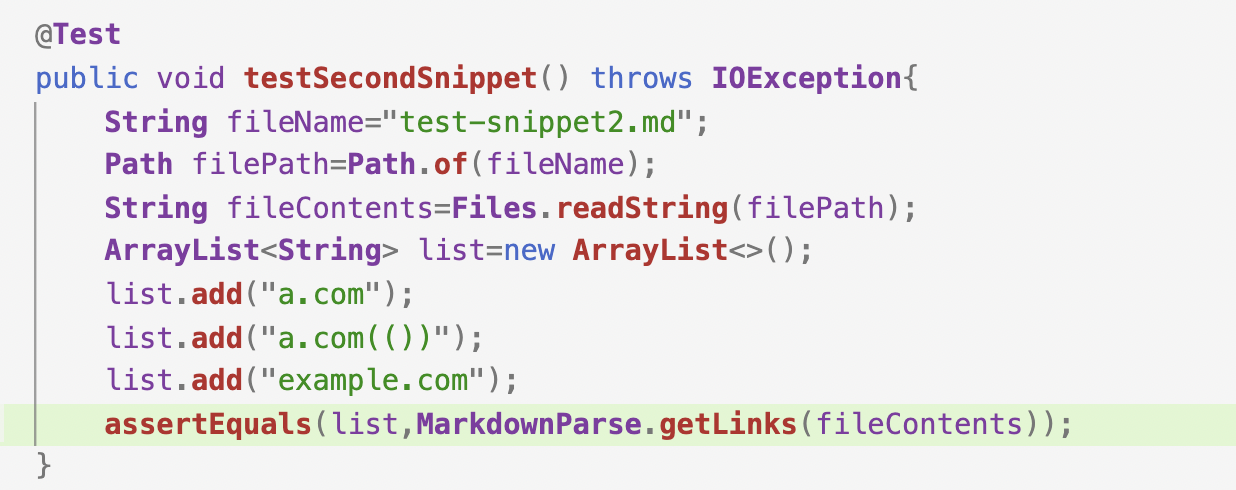 @Test
public void testSecondSnippet() throws IOException{
    String fileName="test-snippet2.md";
    Path filePath=Path.of(fileName);
    String fileContents=Files.readString(filePath);
    ArrayList<String> list=new ArrayList<>();
    list.add("a.com");
    list.add("a.com(())");
    list.add("example.com");
    assertEquals(list,MarkdownParse.getLinks(fileContents));
}